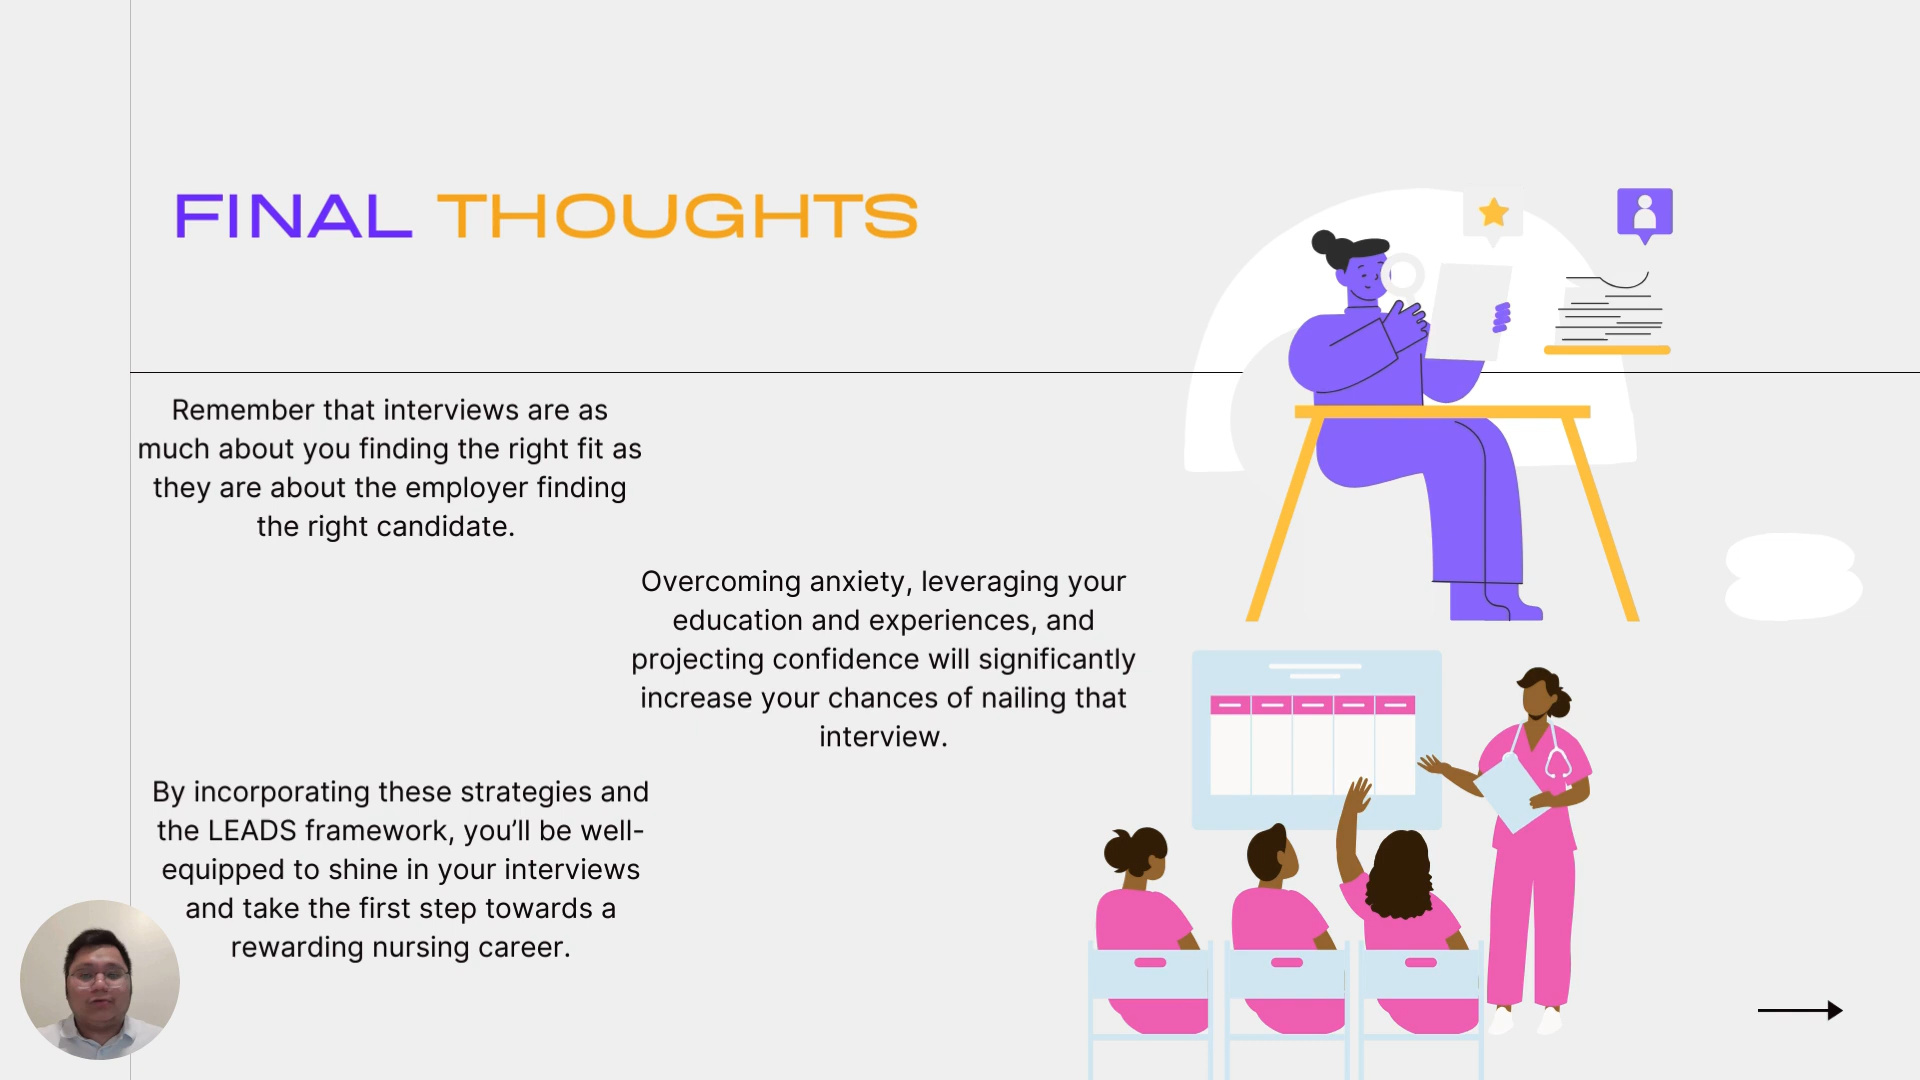 FINAL THOUGHTS
Remember that interviews are as
much about you finding the right fit as
they are about the employer finding
the right candidate.
Overcoming anxiety, leveraging your
education and experiences, and
projecting confidence will significantly
increase your chances of nailing that
interview.
By incorporating these strategies and
the LEADS framework, you’ll be well-
equipped to shine in your interviews
and take the first step towards a
rewarding nursing career.